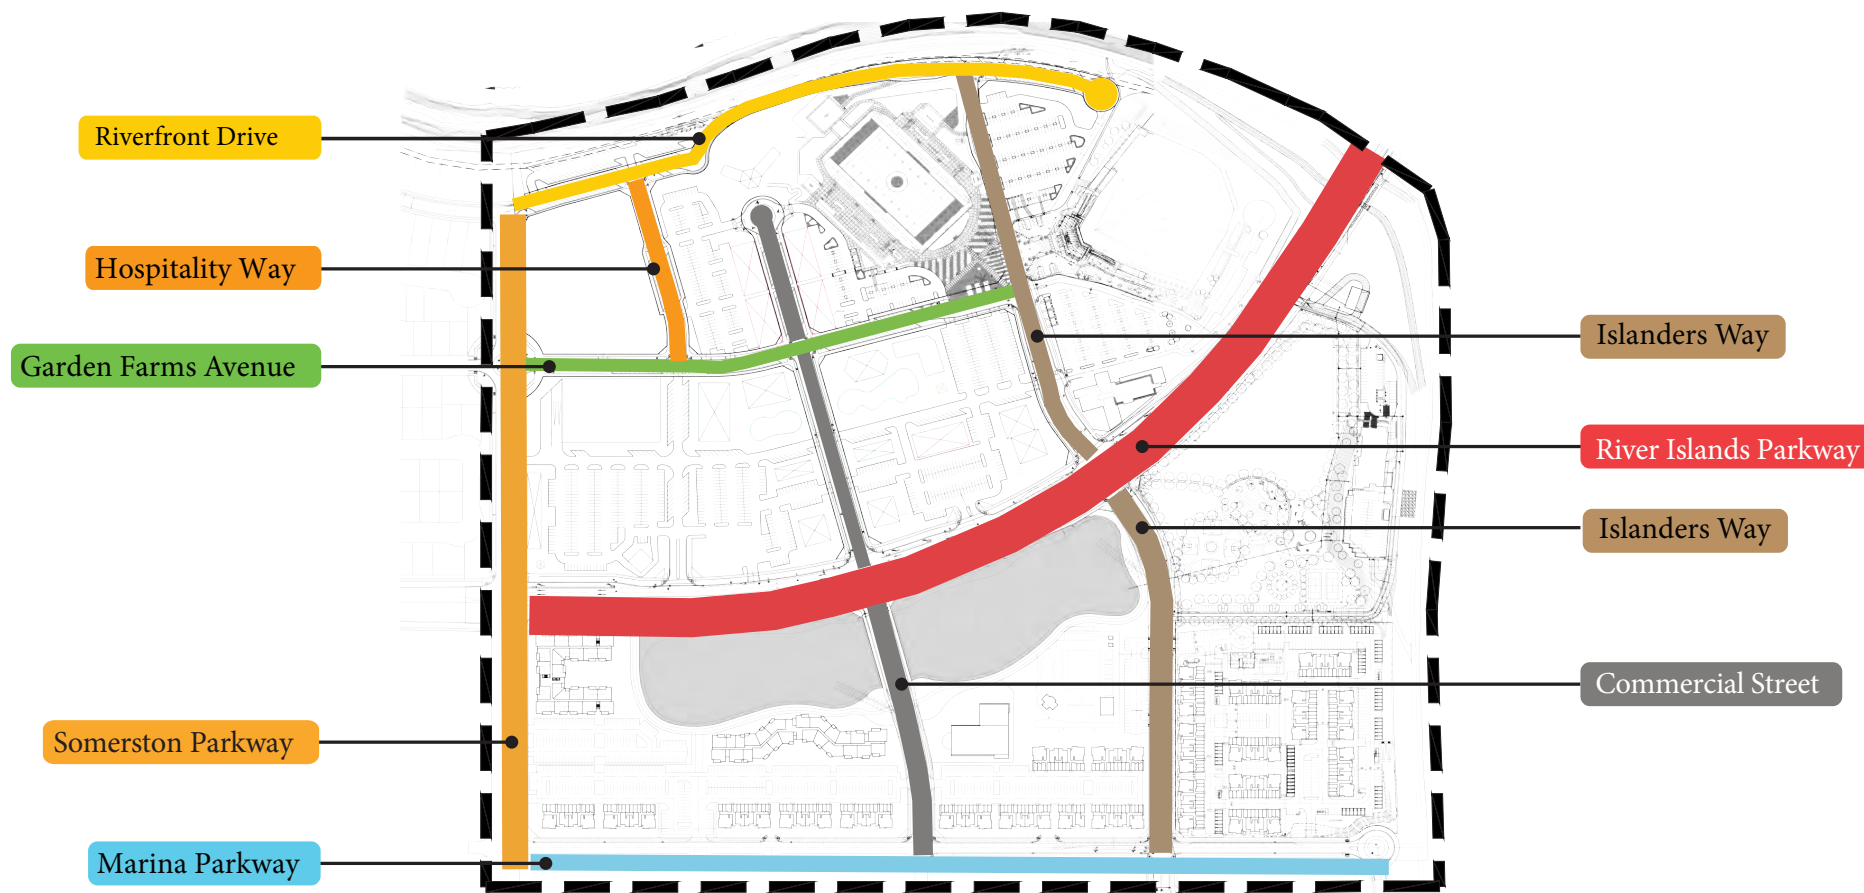 Riverfront Drive
Hospitality Way
Garden Farms Avenue
Somerston Parkway
Marina Parkway
Islanders Way
River Islands Parkway
Islanders Way
Commercial Street